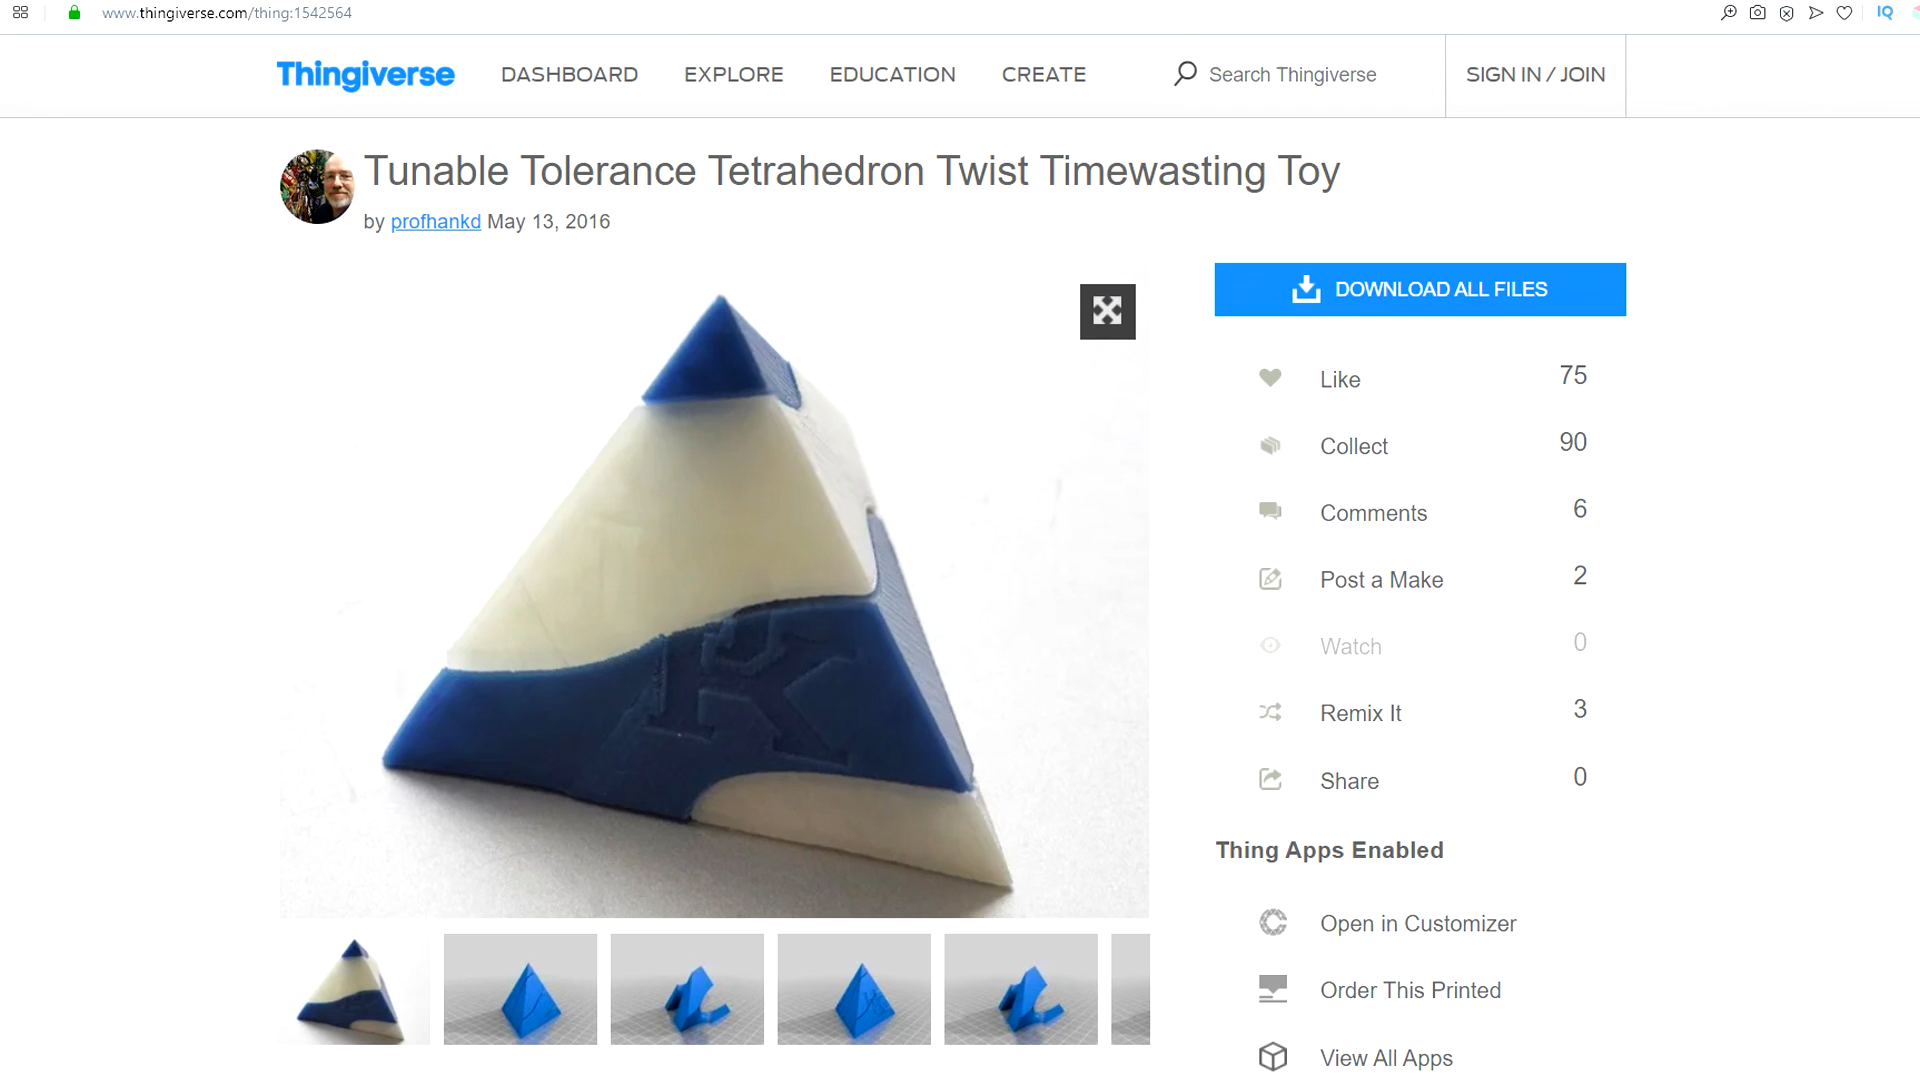 www.thingiverse.com/thing:1542564
IQ
Thingiverse
DASHBOARD
EXPLORE
EDUCATION
CREATE
Search Thingiverse
SIGN IN / JOIN
Tunable Tolerance Tetrahedron Twist Timewasting Toy
by profhankd May 13, 2016
DOWNLOAD ALL FILES
Like 75
Collect 90
Comments 6
Post a Make 2
Watch 0
Remix It 3
Share 0
Thing Apps Enabled
Open in Customizer
Order This Printed
View All Apps
UK